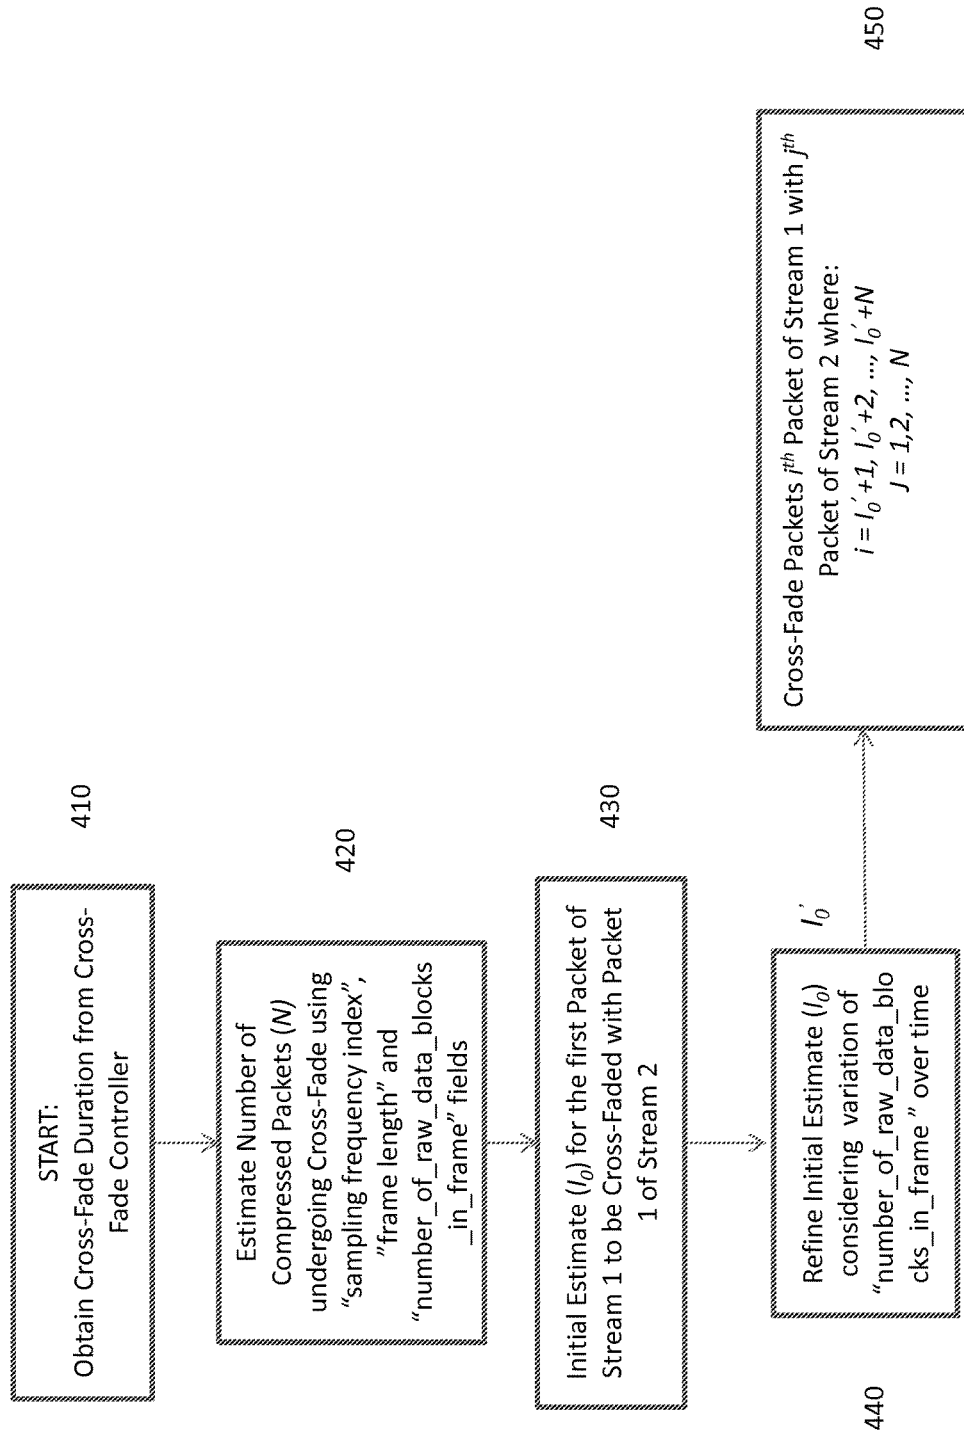 START:
Obtain Cross-Fade Duration from Cross-
Fade Controller
410
Estimate Number of
Compressed Packets (N)
undergoing Cross-Fade using
“sampling frequency index”,
”frame length” and
“number_of_raw_data_blocks
_in_frame” fields
420
Initial Estimate (I₀) for the first Packet of
Stream 1 to be Cross-Faded with Packet
1 of Stream 2
430
Refine Initial Estimate (I₀)
considering variation of
“number_of_raw_data_blo
cks_in_frame ” over time
440
I₀′
Cross-Fade Packets iᵗʰ Packet of Stream 1 with jᵗʰ
Packet of Stream 2 where:
i = I₀′+1, I₀′+2, ..., I₀′+N
J = 1,2, ..., N
450